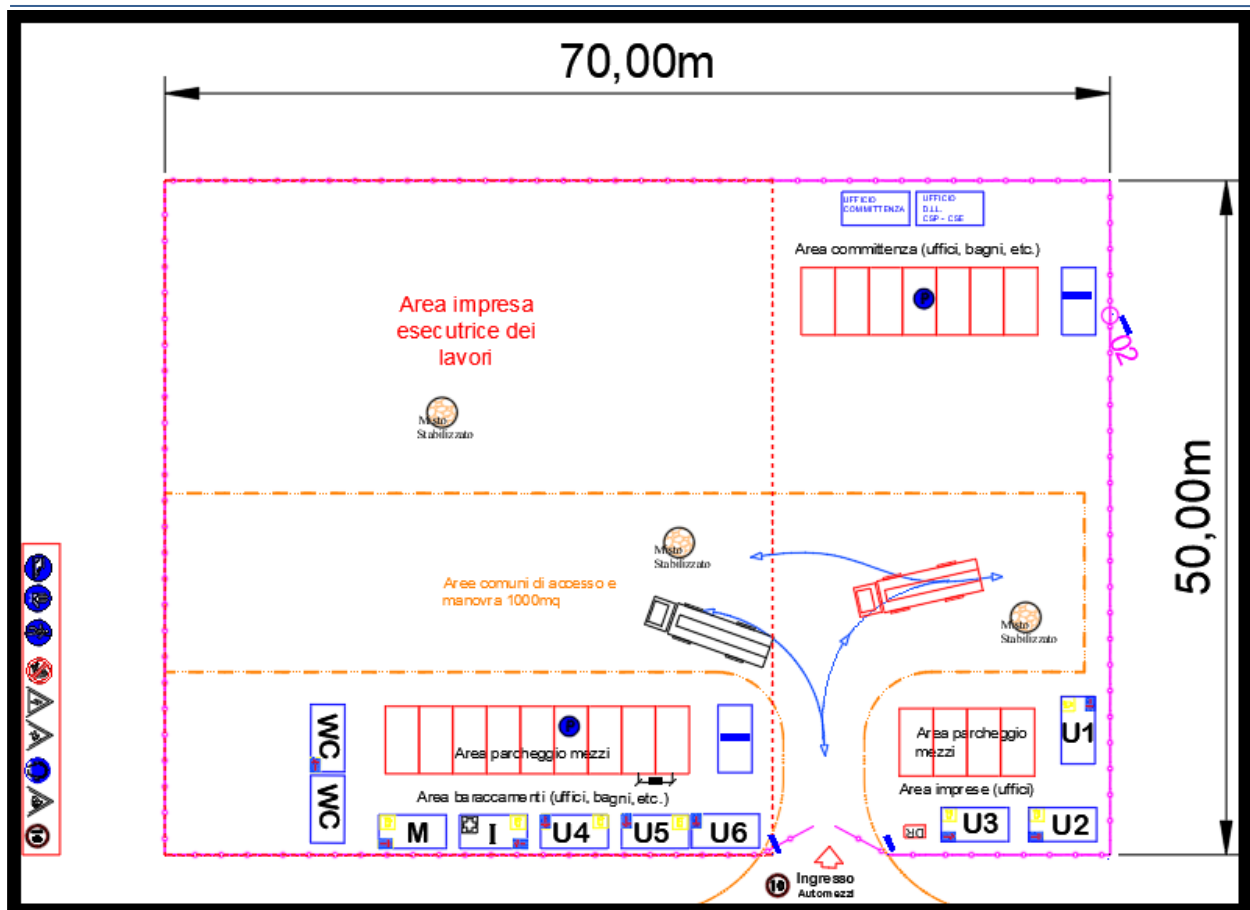 70,00m
UFFICIO
COMMITTENZA
UFFICIO
D.LL.
CSP - CSE
Area committenza (uffici, bagni, etc.)
P
Area impresa
esecutrice dei
lavori
02
Misto
Stabilizzato
50,00m
Misto
Stabilizzato
Aree comuni di accesso e
manovra 1000mq
Misto
Stabilizzato
WC
P
Area parcheggio mezzi
Area parcheggio
mezzi
U1
WC
Area baraccamenti (uffici, bagni, etc.)
Area imprese (uffici)
M
I
U4
U5
U6
DR
U3
U2
10
Ingresso
Automezzi